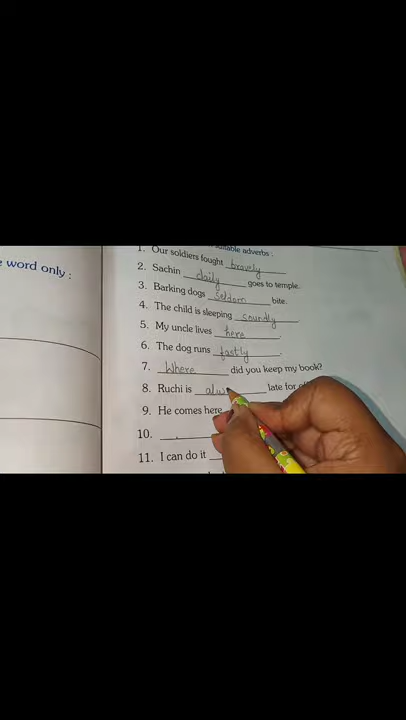 e word only :
suitable adverbs :
1. Our soldiers fought bravely
2. Sachin daily goes to temple.
3. Barking dogs Seldom bite.
4. The child is sleeping soundly
5. My uncle lives here
6. The dog runs fastly.
7. Where did you keep my book?
8. Ruchi is alw late for
9. He comes here
10.
11. I can do it